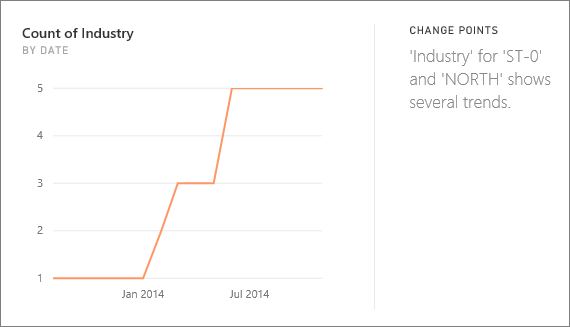 Count of Industry
BY DATE
5
4
3
2
1
Jan 2014
Jul 2014
CHANGE POINTS
'Industry' for 'ST-0'
and 'NORTH' shows
several trends.